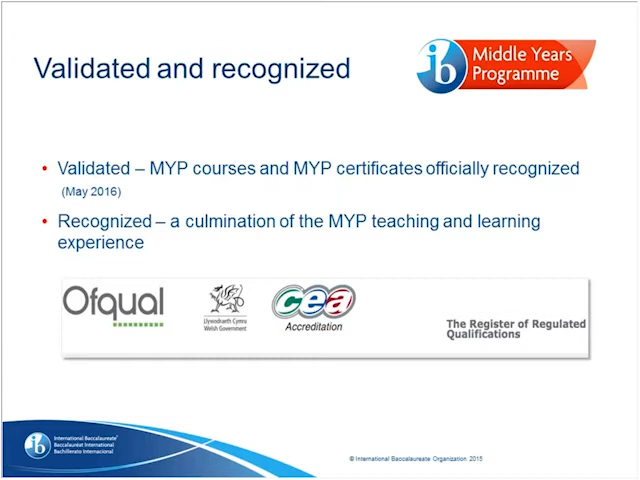 Validated and recognized
ib
Middle Years
Programme
• Validated – MYP courses and MYP certificates officially recognized
(May 2016)
• Recognized – a culmination of the MYP teaching and learning
experience
Ofqual
Llywodraeth Cymru
Welsh Government
cea
Accreditation
The Register of Regulated
Qualifications
ib
International Baccalaureate®
Baccalauréat International
Bachillerato Internacional
© International Baccalaureate Organization 2015